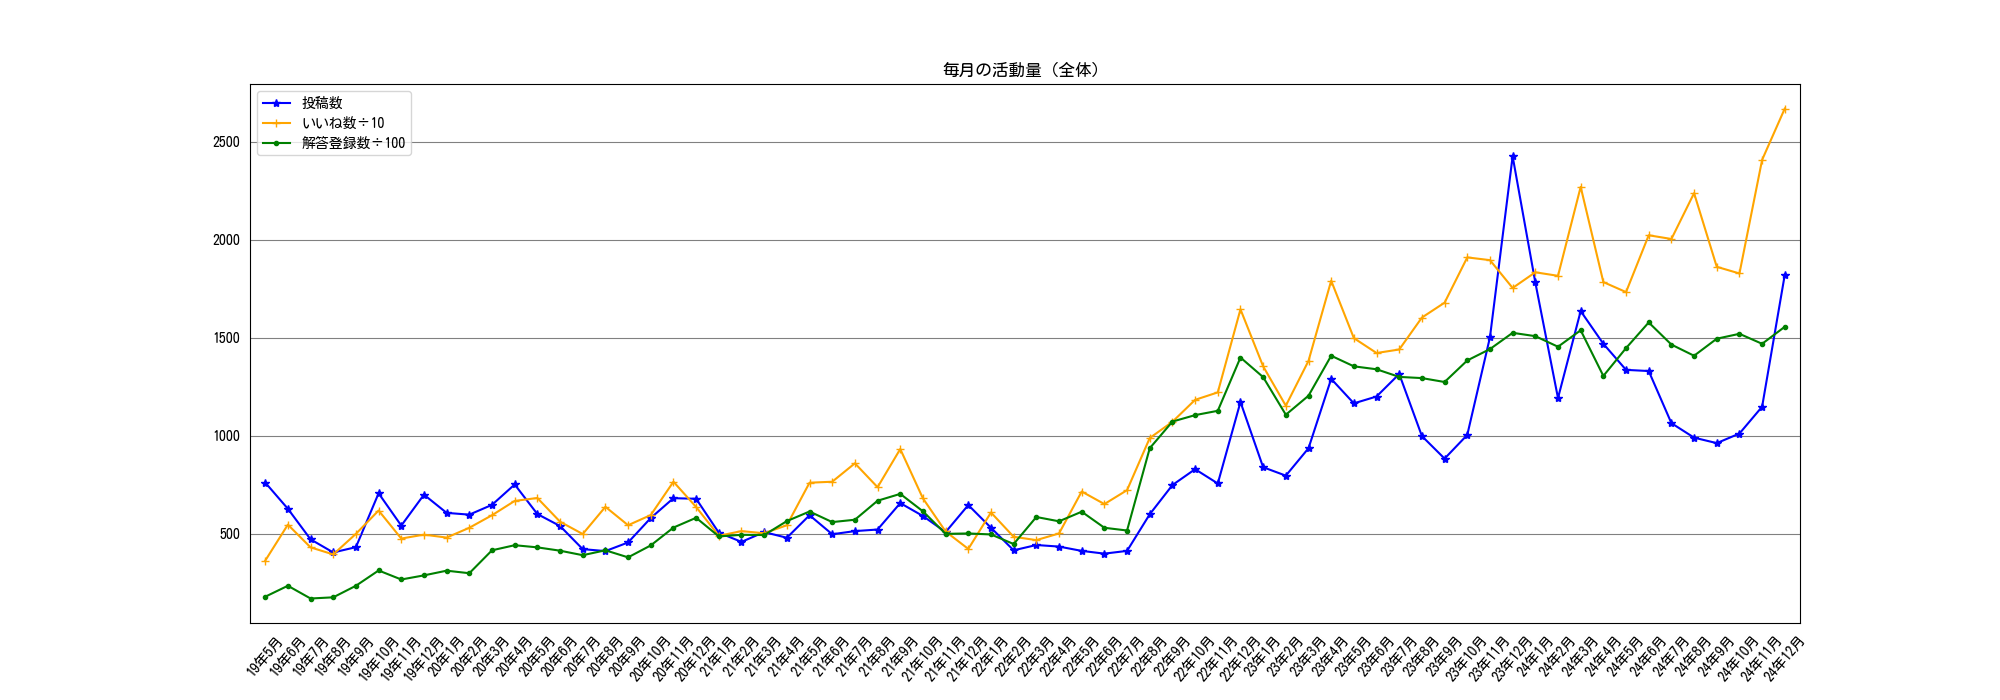 毎月の活動量（全体）
投稿数
いいね数÷10
解答登録数÷100
2500
2000
1500
1000
500
19年5月
19年6月
19年7月
19年8月
19年9月
19年10月
19年11月
19年12月
20年1月
20年2月
20年3月
20年4月
20年5月
20年6月
20年7月
20年8月
20年9月
20年10月
20年11月
20年12月
21年1月
21年2月
21年3月
21年4月
21年5月
21年6月
21年7月
21年8月
21年9月
21年10月
21年11月
21年12月
22年1月
22年2月
22年3月
22年4月
22年5月
22年6月
22年7月
22年8月
22年9月
22年10月
22年11月
22年12月
23年1月
23年2月
23年3月
23年4月
23年5月
23年6月
23年7月
23年8月
23年9月
23年10月
23年11月
23年12月
24年1月
24年2月
24年3月
24年4月
24年5月
24年6月
24年7月
24年8月
24年9月
24年10月
24年11月
24年12月